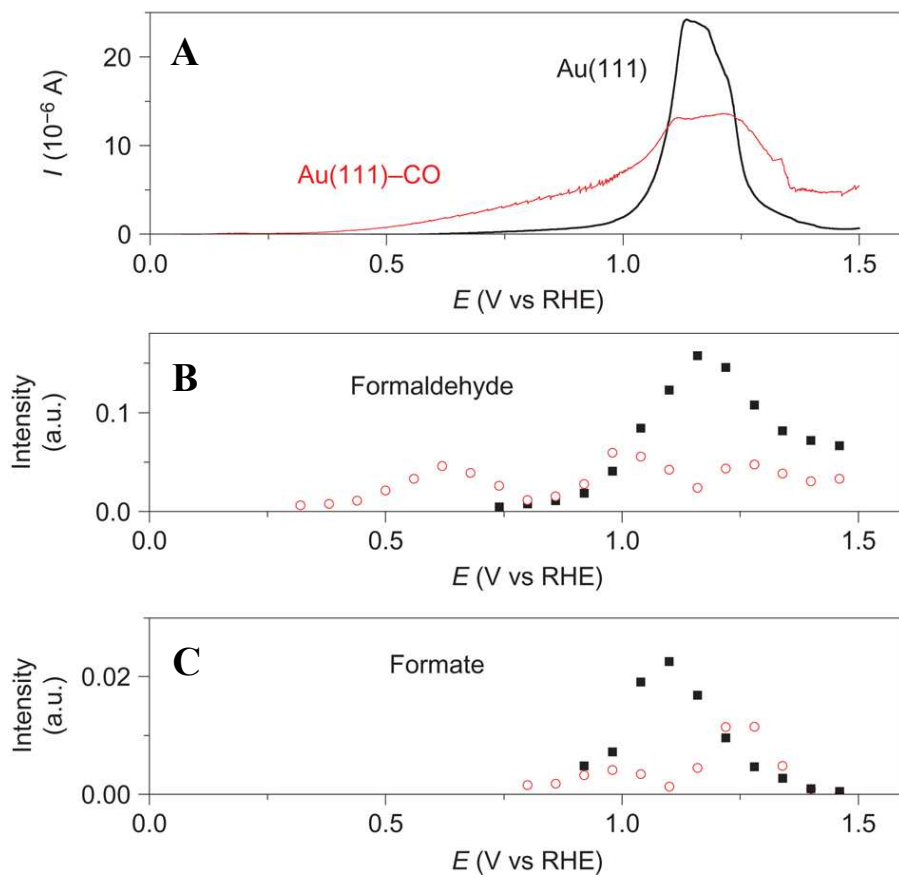 A
Au(111)
Au(111)–CO
I (10⁻⁶ A)
20
10
0
0.0 0.5 1.0 1.5
E (V vs RHE)
B
Formaldehyde
Intensity
(a.u.)
0.1
0.0
0.0 0.5 1.0 1.5
E (V vs RHE)
C
Formate
Intensity
(a.u.)
0.02
0.00
0.0 0.5 1.0 1.5
E (V vs RHE)